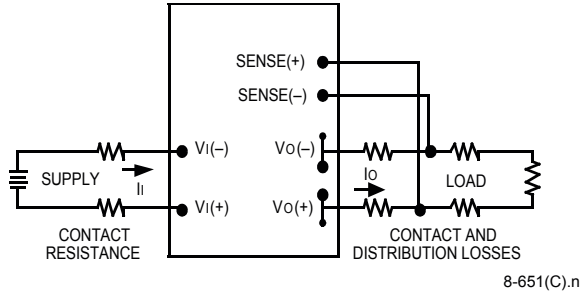 SENSE(+)
SENSE(–)
VI(–)
VO(–)
SUPPLY
II
IO
LOAD
VI(+)
VO(+)
CONTACT
RESISTANCE
CONTACT AND
DISTRIBUTION LOSSES
8-651(C).n